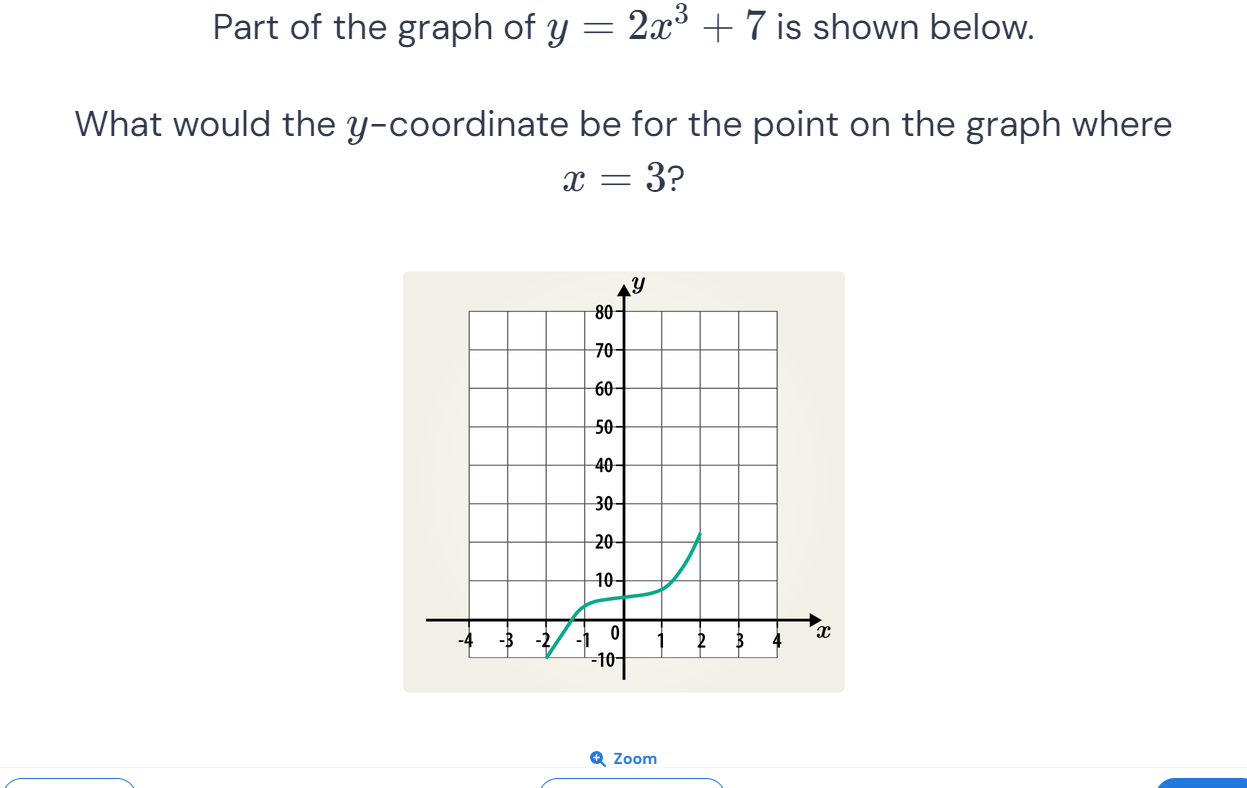 Part of the graph of y = 2x³ + 7 is shown below.
What would the y-coordinate be for the point on the graph where
x = 3?
y
80
70
60
50
40
30
20
10
0
-4 -3 -2 -1 1 2 3 4 x
-10
Zoom